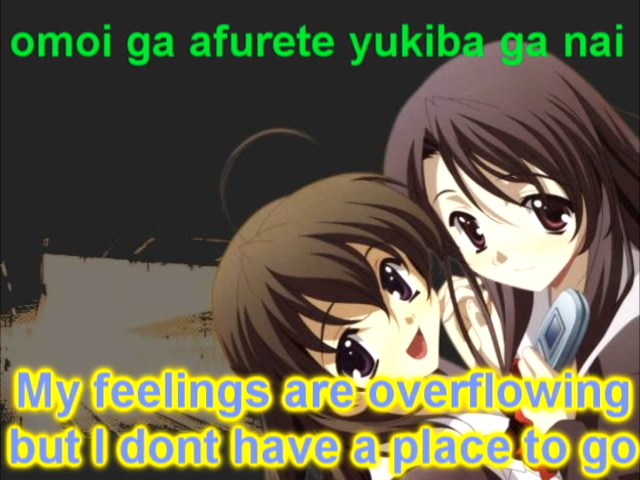 omoi ga afurete yukiba ga nai
My feelings are overflowing
but I dont have a place to go